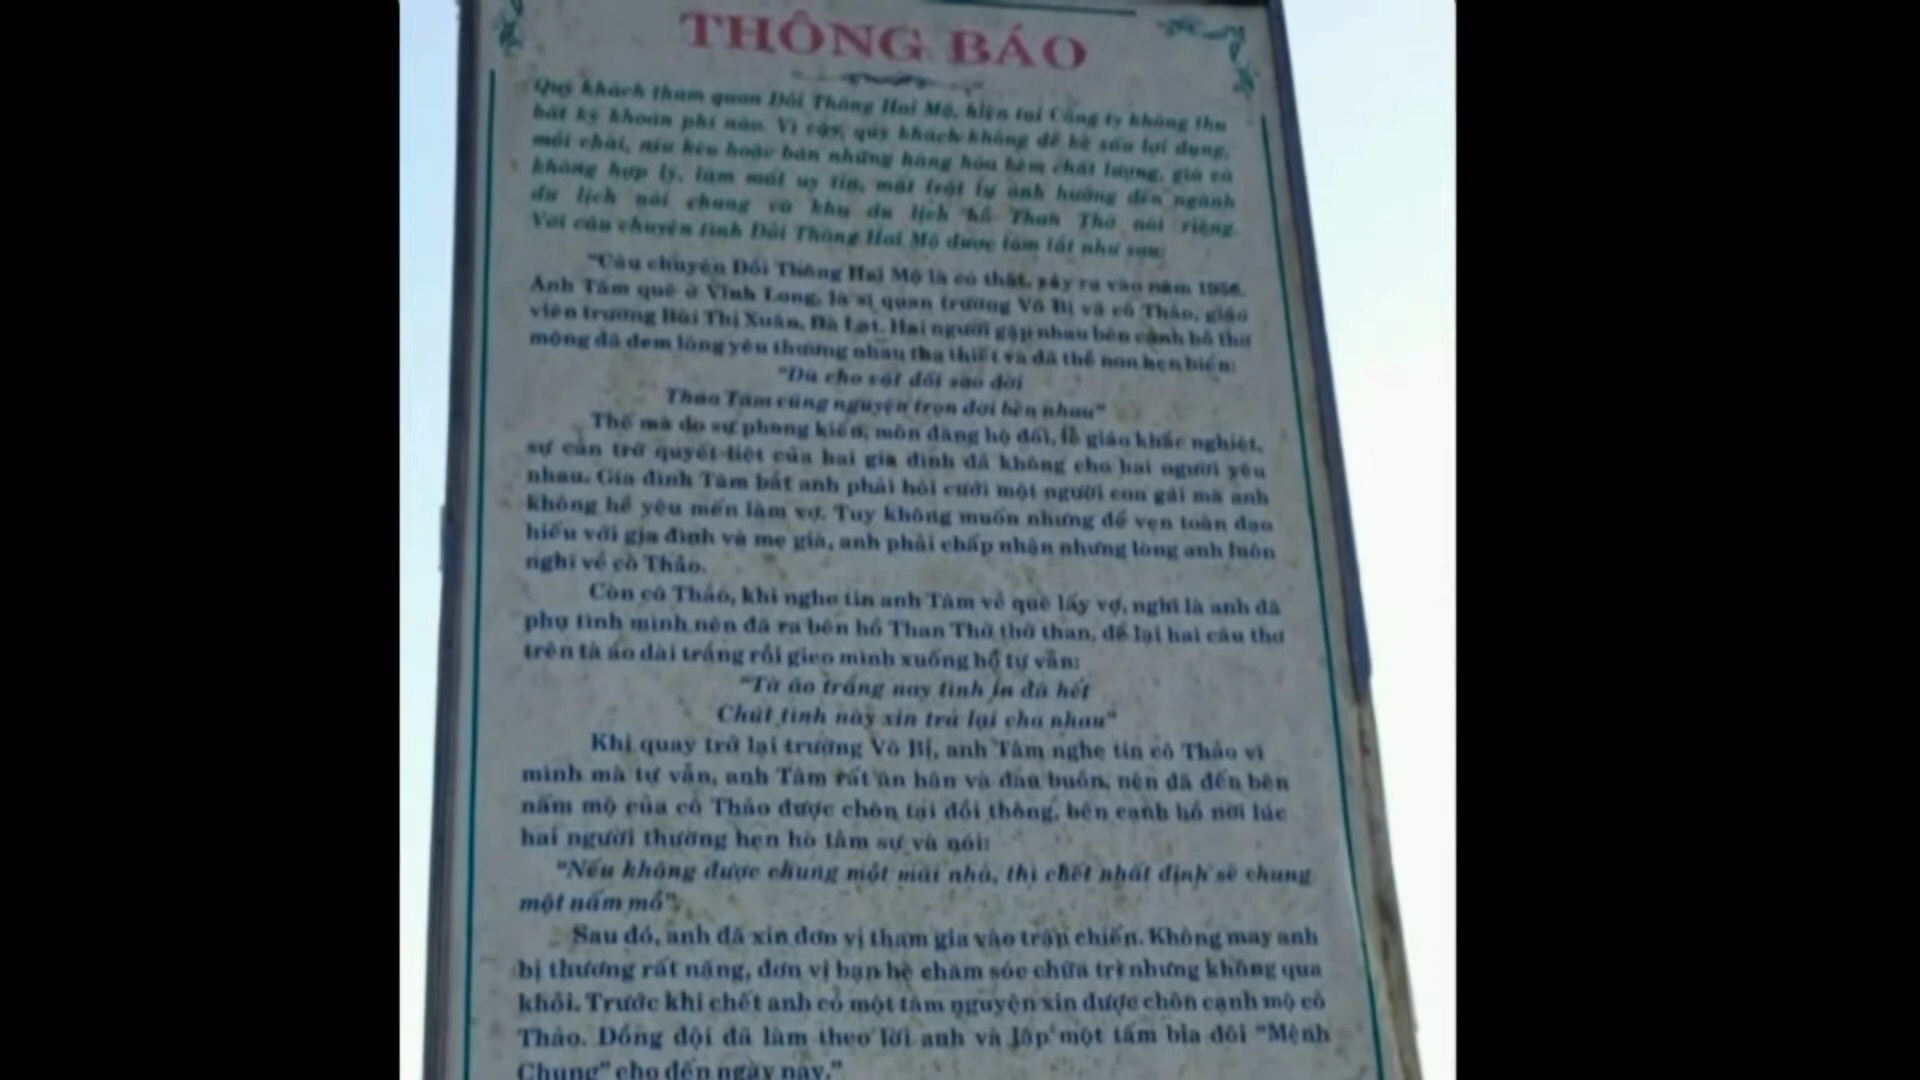 THÔNG BÁO
Quý khách tham quan Đồi Thông Hai Mộ, hiện tại Công ty không thu
bất kỳ khoản phí nào. Vì vậy, quý khách không để kẻ xấu lợi dụng,
mồi chài, níu kéo hoặc bán những hàng hóa kém chất lượng, giá cả
không hợp lý, làm mất uy tín, mất trật tự ảnh hưởng đến ngành
du lịch nói chung và khu du lịch hồ Than Thở nói riêng.
Với câu chuyện tình Đồi Thông Hai Mộ được tóm tắt như sau:
"Câu chuyện Đồi Thông Hai Mộ là có thật, xảy ra vào năm 1956.
Anh Tâm quê ở Vĩnh Long, là sĩ quan trường Võ Bị và cô Thảo, giáo
viên trường Bùi Thị Xuân, Đà Lạt. Hai người gặp nhau bên cạnh hồ thơ
mộng đã đem lòng yêu thương nhau tha thiết và đã thề non hẹn biển:
"Dù cho vật đổi sao dời
Thảo Tâm cũng nguyện trọn đời bên nhau"
Thế mà do sự phong kiến, môn đăng hộ đối, lễ giáo khắc nghiệt,
sự cản trở quyết liệt của hai gia đình đã không cho hai người yêu
nhau. Gia đình Tâm bắt anh phải hỏi cưới một người con gái mà anh
không hề yêu mến làm vợ. Tuy không muốn nhưng để vẹn toàn đạo
hiếu với gia đình và mẹ già, anh phải chấp nhận nhưng lòng anh luôn
nghĩ về cô Thảo.
Còn cô Thảo, khi nghe tin anh Tâm về quê lấy vợ, nghĩ là anh đã
phụ tình mình nên đã ra bên hồ Than Thở thở than, để lại hai câu thơ
trên tà áo dài trắng rồi gieo mình xuống hồ tự vẫn:
"Tà áo trắng nay tình in đã hết
Chút tình này xin trả lại cho nhau"
Khi quay trở lại trường Võ Bị, anh Tâm nghe tin cô Thảo vì
mình mà tự vẫn, anh Tâm rất ân hận và đau buồn, nên đã đến bên
nấm mộ của cô Thảo được chôn tại đồi thông, bên cạnh hồ nơi lúc
hai người thường hẹn hò tâm sự và nói:
"Nếu không được chung một mái nhà, thì chết nhất định sẽ chung
một nấm mồ".
Sau đó, anh đã xin đơn vị tham gia vào trận chiến. Không may anh
bị thương rất nặng, đơn vị bạn bè chăm sóc chữa trị nhưng không qua
khỏi. Trước khi chết anh có một tâm nguyện xin được chôn cạnh mộ cô
Thảo. Đồng đội đã làm theo lời anh và lập một tấm bia đôi "Mệnh
Chung" cho đến ngày nay."